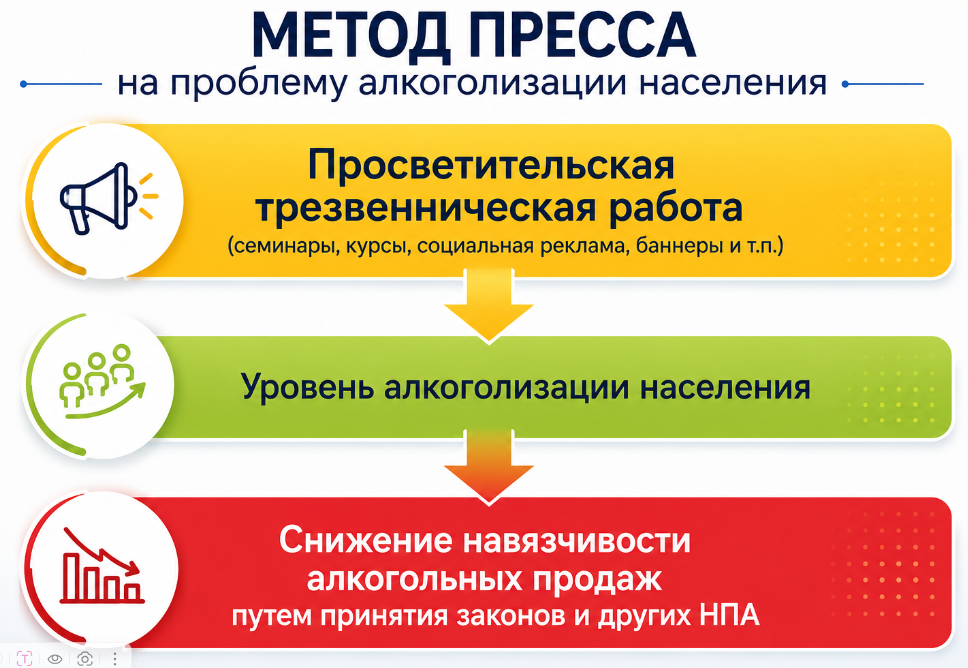 МЕТОД ПРЕССА
на проблему алкоголизации населения
Просветительская
трезвенническая работа
(семинары, курсы, социальная реклама, баннеры и т.п.)
Уровень алкоголизации населения
Снижение навязчивости
алкогольных продаж
путем принятия законов и других НПА
T